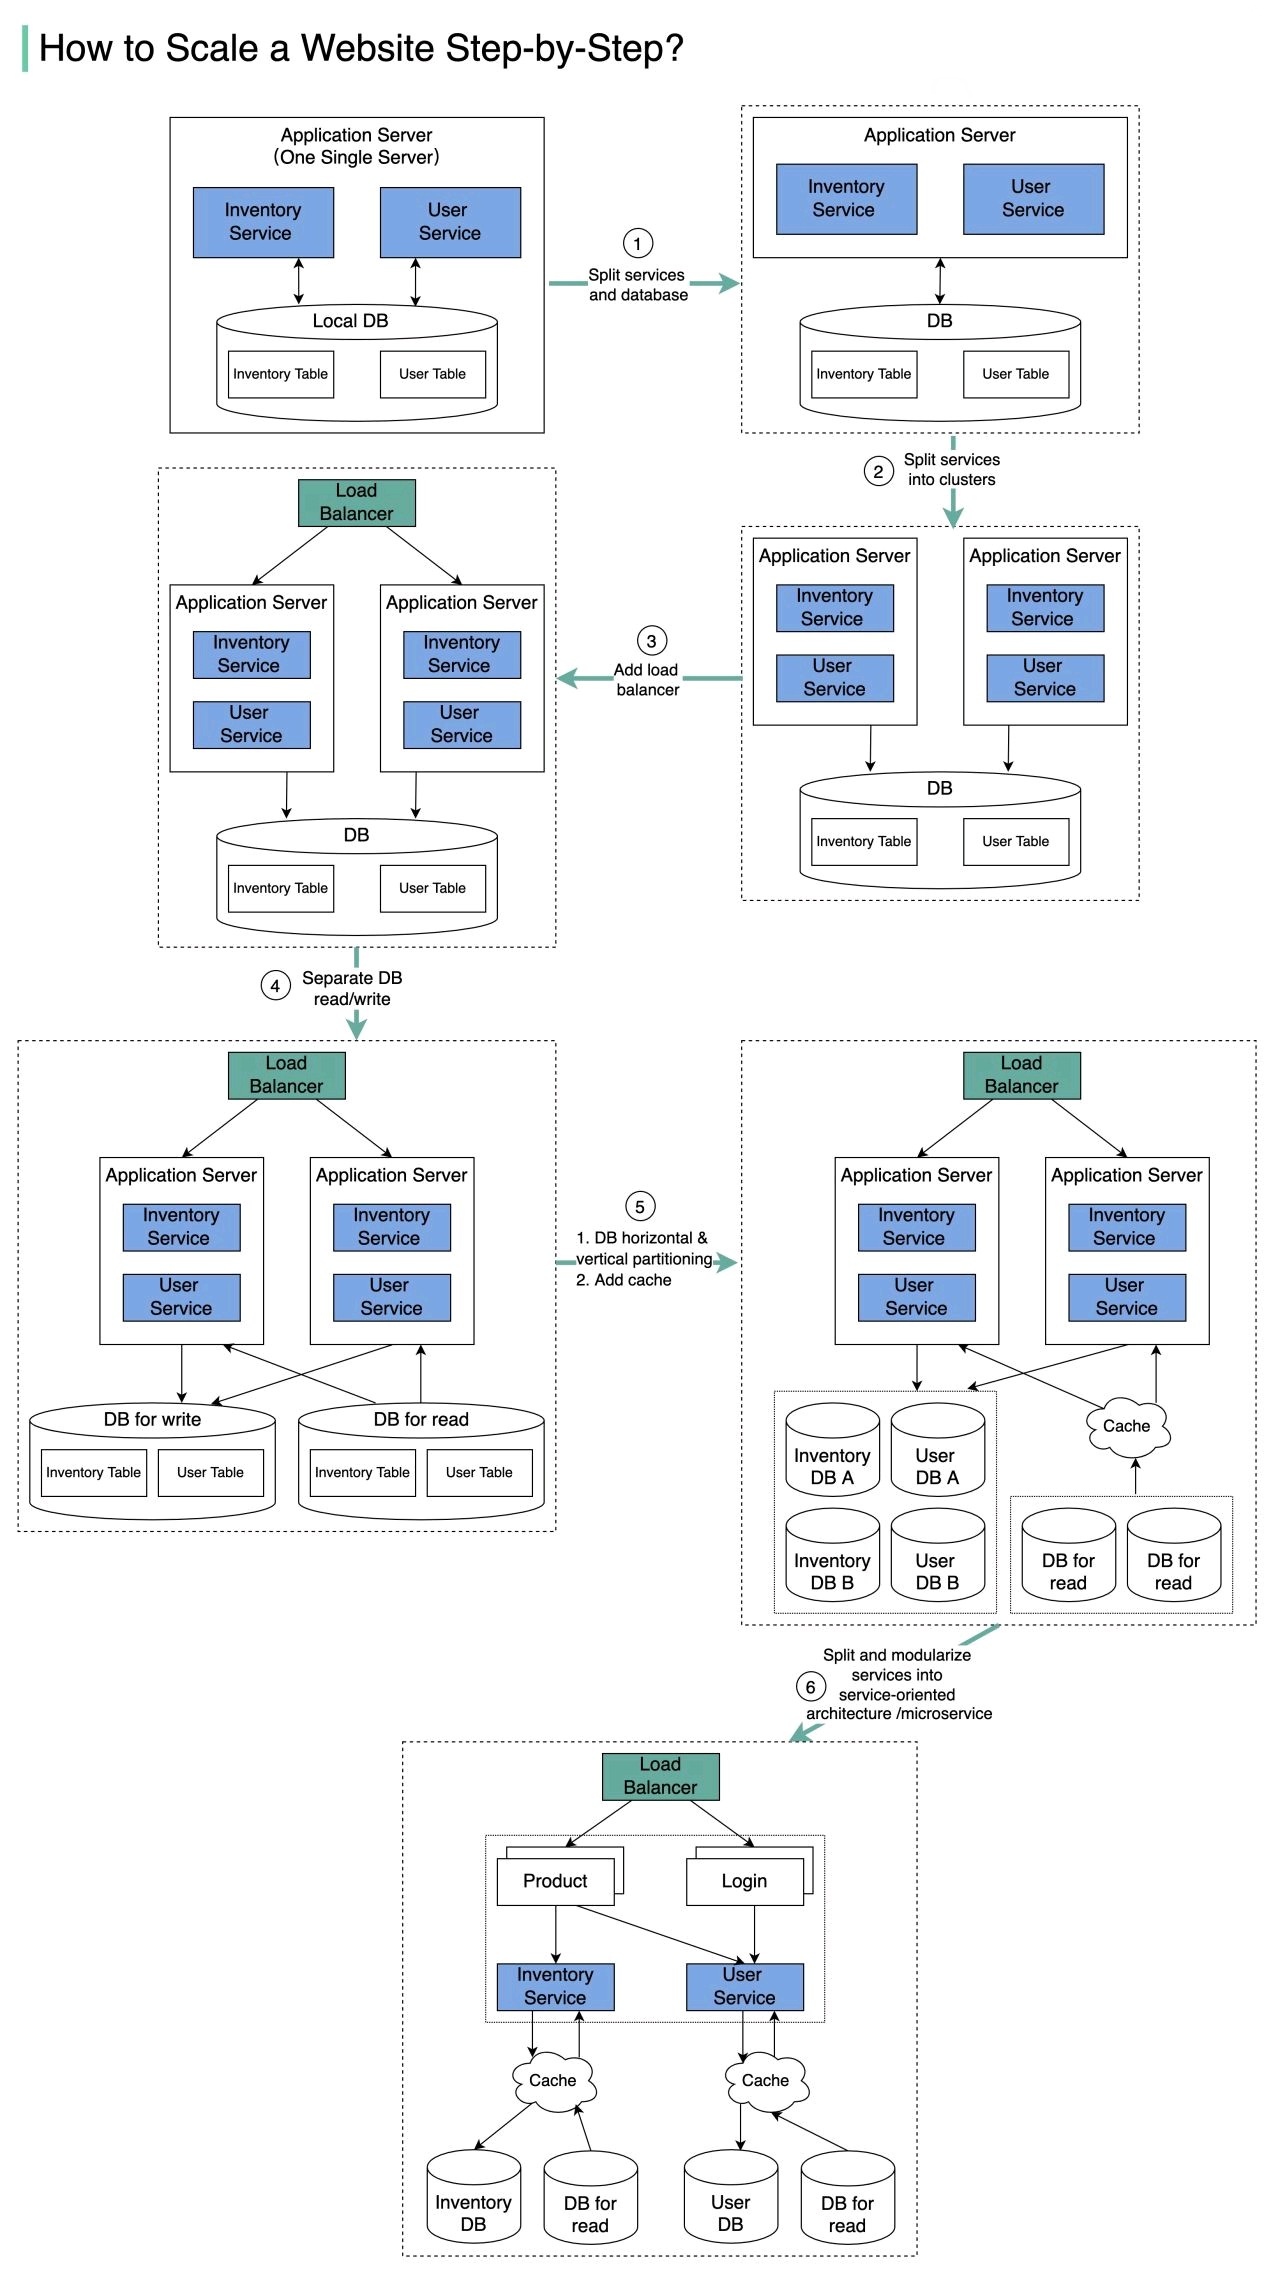 How to Scale a Website Step-by-Step?
Application Server
(One Single Server)
Inventory
Service
User
Service
Local DB
Inventory Table
User Table
1
Split services
and database
Application Server
Inventory
Service
User
Service
DB
Inventory Table
User Table
2
Split services
into clusters
Application Server
Inventory
Service
User
Service
Application Server
Inventory
Service
User
Service
DB
Inventory Table
User Table
3
Add load
balancer
Load
Balancer
Application Server
Inventory
Service
User
Service
Application Server
Inventory
Service
User
Service
DB
Inventory Table
User Table
4
Separate DB
read/write
Load
Balancer
Application Server
Inventory
Service
User
Service
Application Server
Inventory
Service
User
Service
DB for write
Inventory Table
User Table
DB for read
Inventory Table
User Table
5
1. DB horizontal &
vertical partitioning
2. Add cache
Load
Balancer
Application Server
Inventory
Service
User
Service
Application Server
Inventory
Service
User
Service
Inventory
DB A
User
DB A
Inventory
DB B
User
DB B
Cache
DB for
read
DB for
read
6
Split and modularize
services into
service-oriented
architecture /microservice
Load
Balancer
Product
Login
Inventory
Service
User
Service
Cache
Cache
Inventory
DB
DB for
read
User
DB
DB for
read